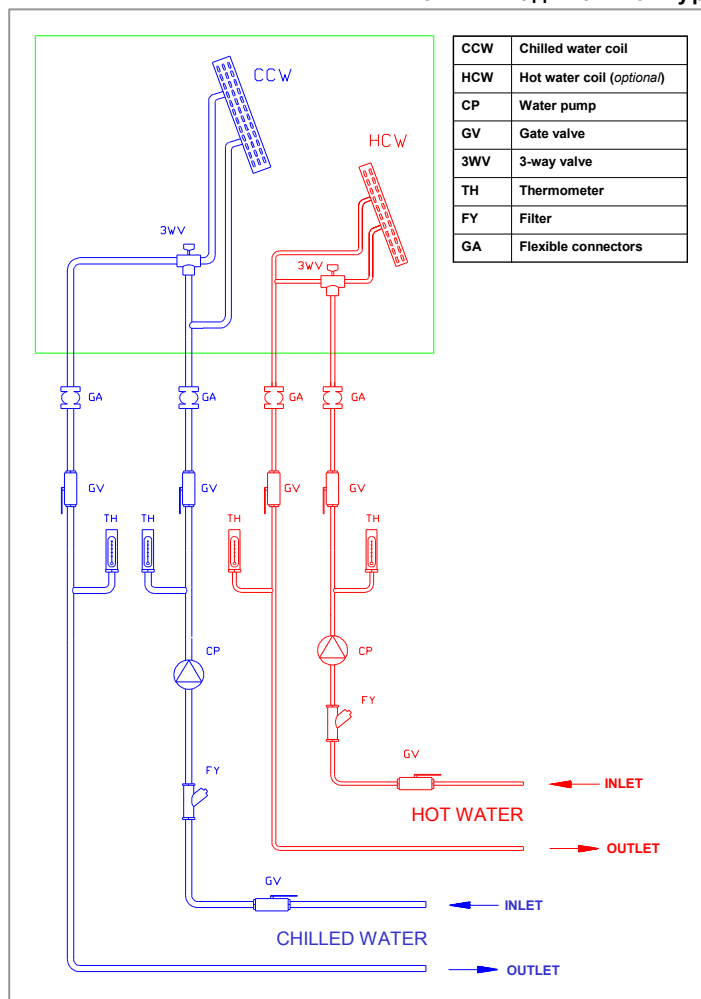 CCW Chilled water coil
HCW Hot water coil (optional)
CP Water pump
GV Gate valve
3WV 3-way valve
TH Thermometer
FY Filter
GA Flexible connectors
CCW
HCW
3WV
3WV
GA
GA
GA
GA
GV
GV
GV
GV
TH
TH
TH
TH
CP
CP
FY
FY
GV
INLET
HOT WATER
OUTLET
GV
INLET
CHILLED WATER
OUTLET